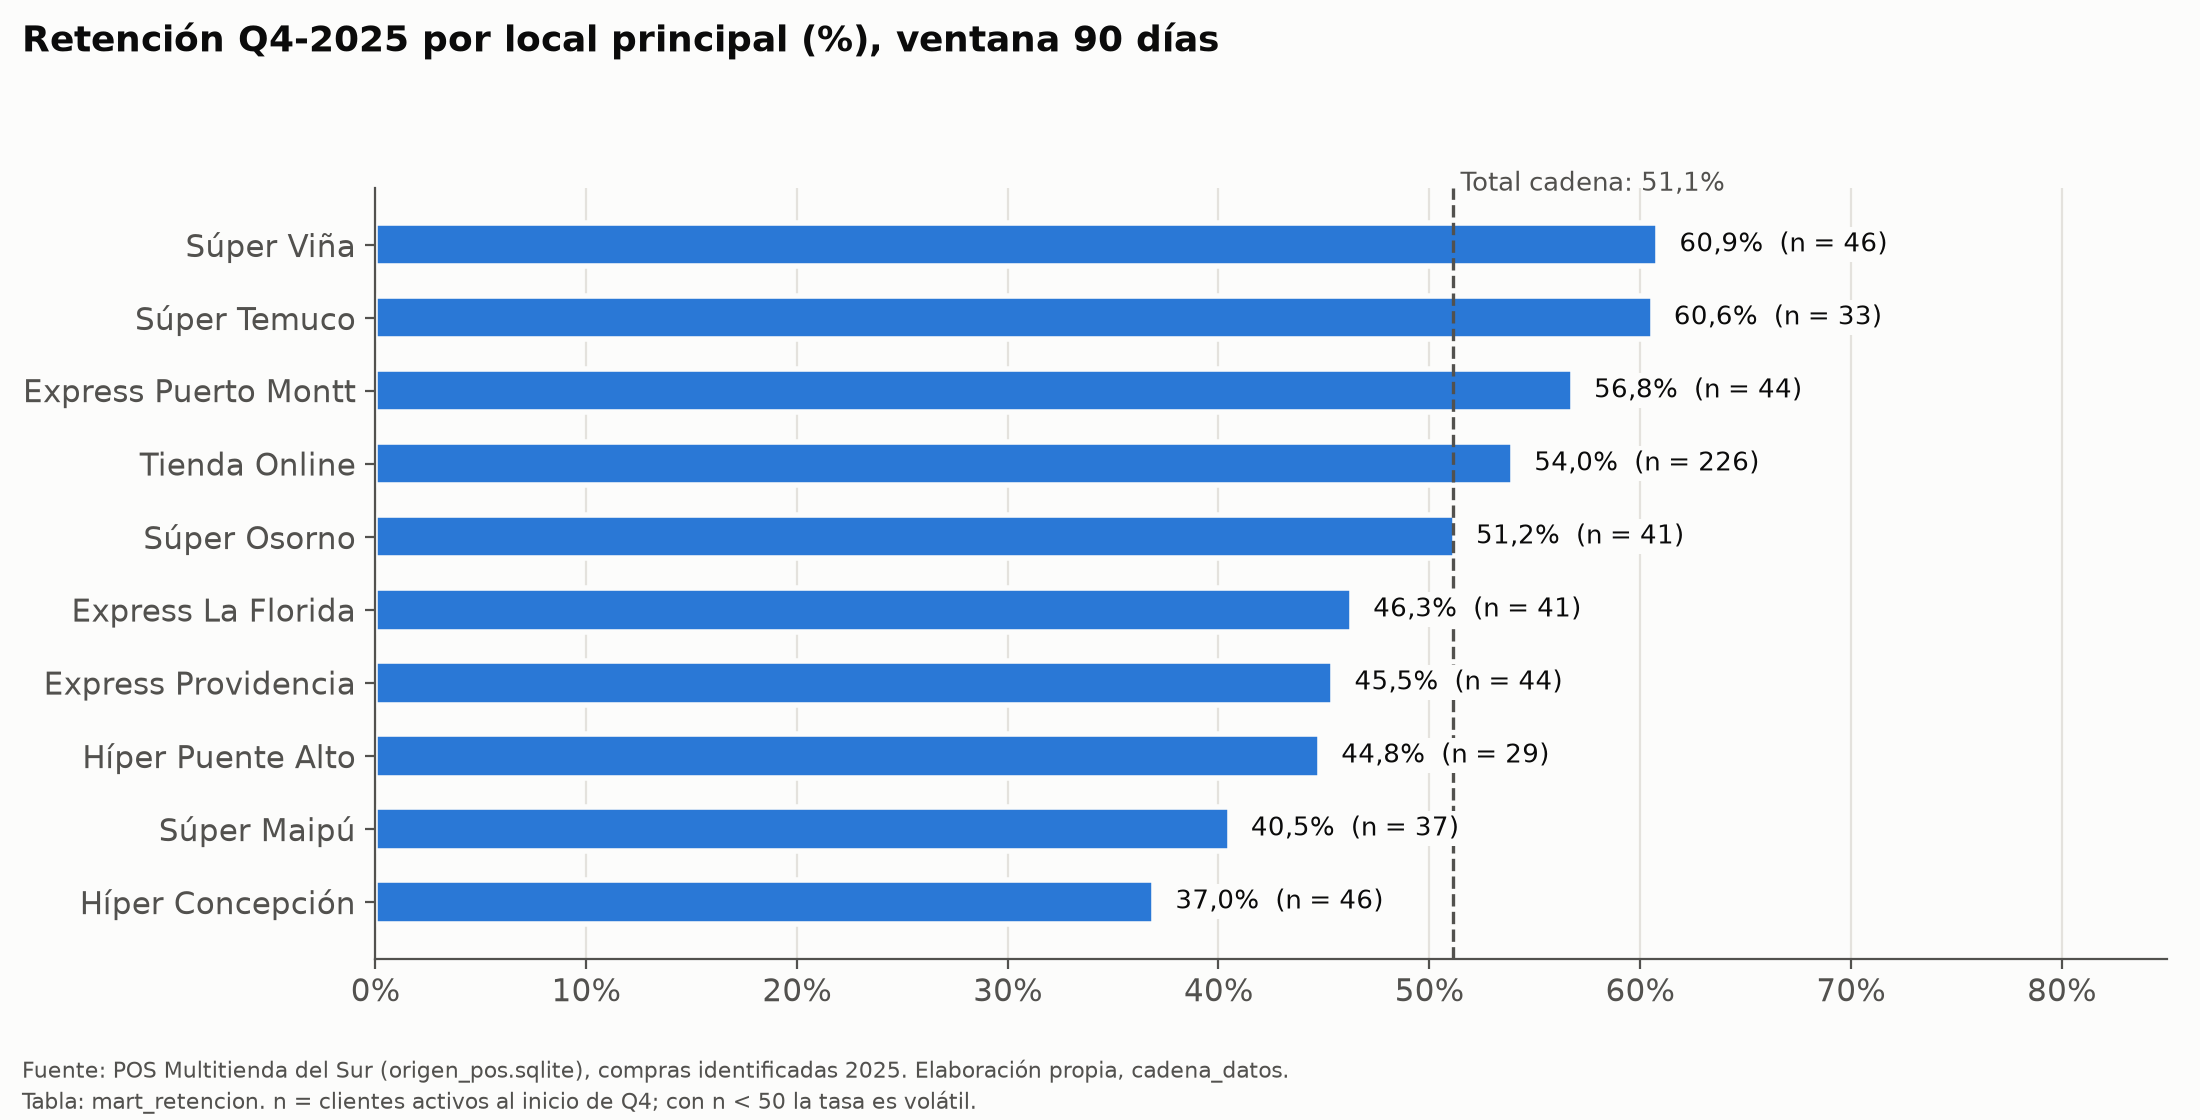 Retención Q4-2025 por local principal (%), ventana 90 días
Total cadena: 51,1%
Súper Viña 60,9% (n = 46)
Súper Temuco 60,6% (n = 33)
Express Puerto Montt 56,8% (n = 44)
Tienda Online 54,0% (n = 226)
Súper Osorno 51,2% (n = 41)
Express La Florida 46,3% (n = 41)
Express Providencia 45,5% (n = 44)
Híper Puente Alto 44,8% (n = 29)
Súper Maipú 40,5% (n = 37)
Híper Concepción 37,0% (n = 46)
0% 10% 20% 30% 40% 50% 60% 70% 80%
Fuente: POS Multitienda del Sur (origen_pos.sqlite), compras identificadas 2025. Elaboración propia, cadena_datos.
Tabla: mart_retencion. n = clientes activos al inicio de Q4; con n < 50 la tasa es volátil.